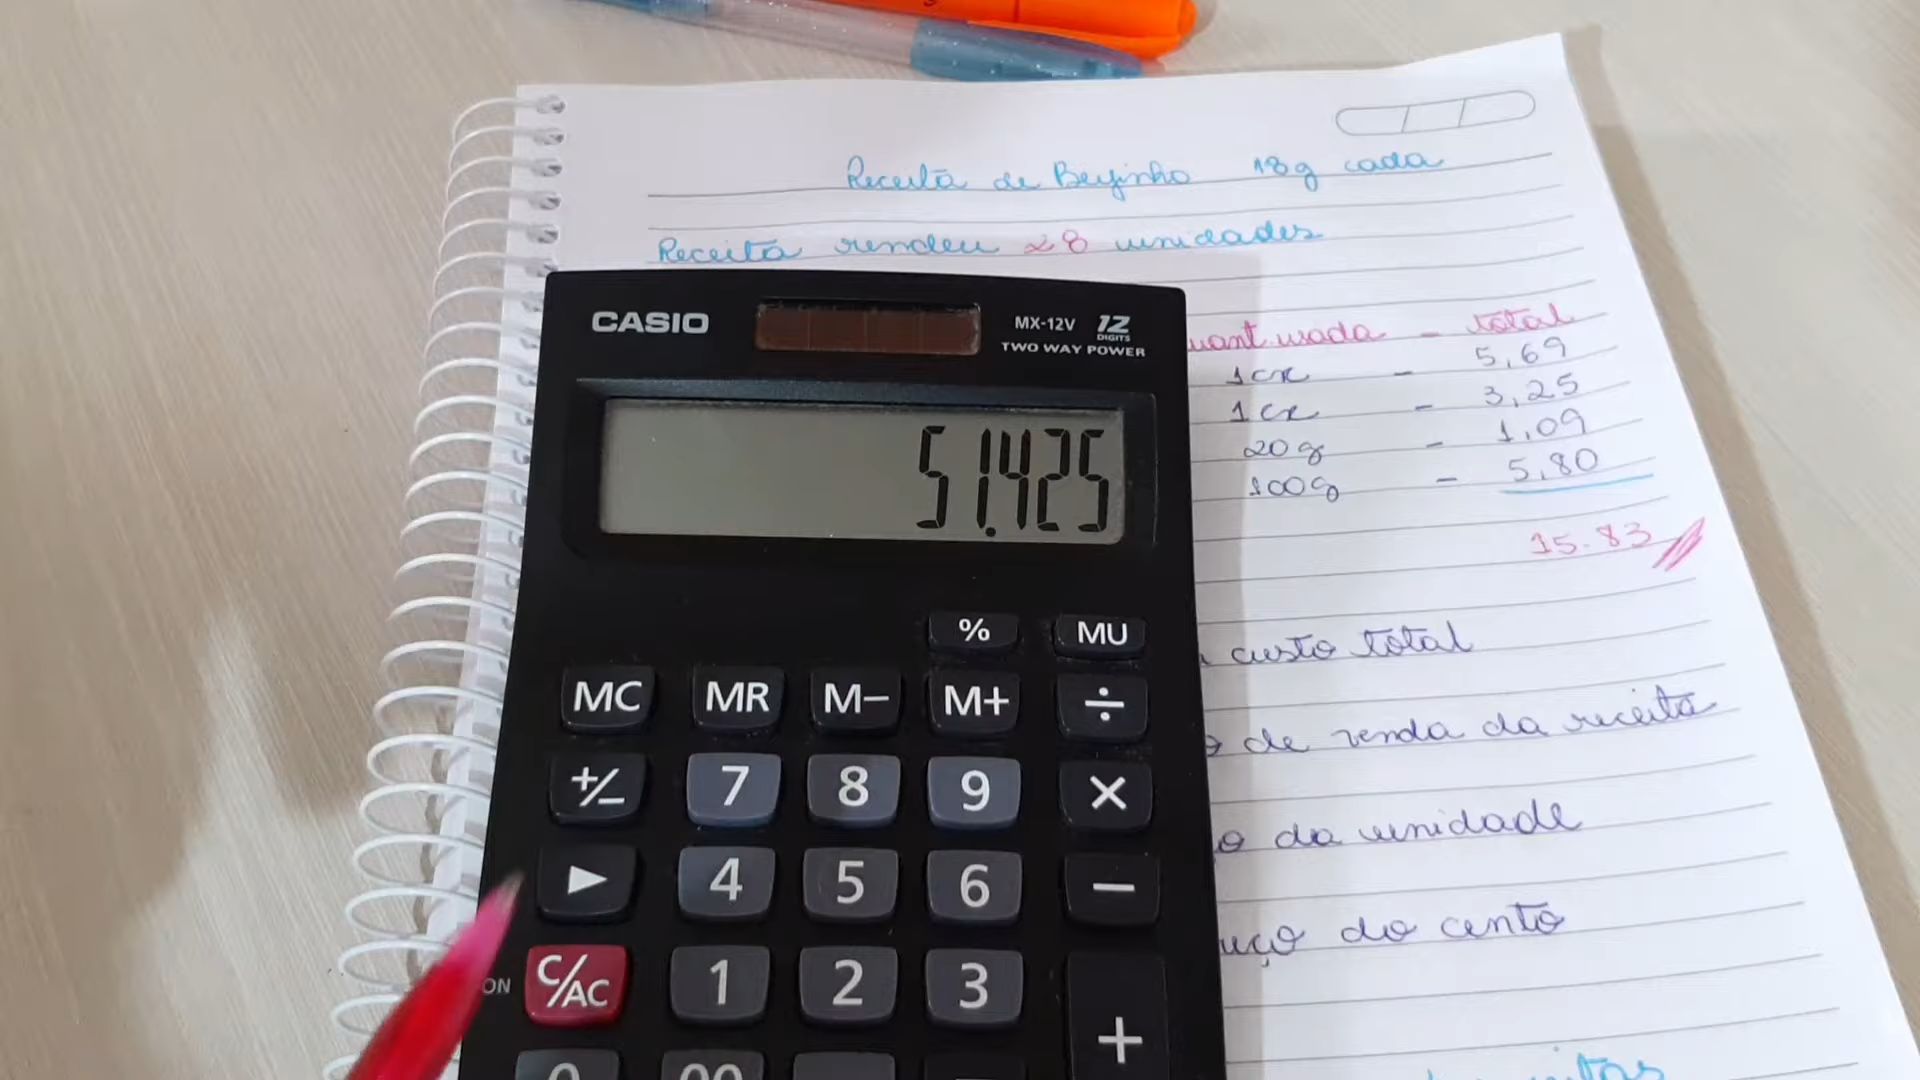 Receita de Beijinho 18g cada
Receita rendeu 28 unidades
CASIO
MX-12V 12 DIGITS
TWO WAY POWER
51.425
usada - total
1cx - 5,69
1cx - 3,25
20g - 1,09
100g - 5,80
15.83
custo total
de venda da receita
da unidade
do cento
% MU
MC MR M− M+ ÷
+/− 7 8 9 ×
▶ 4 5 6 −
ON C/AC 1 2 3
+
0 00